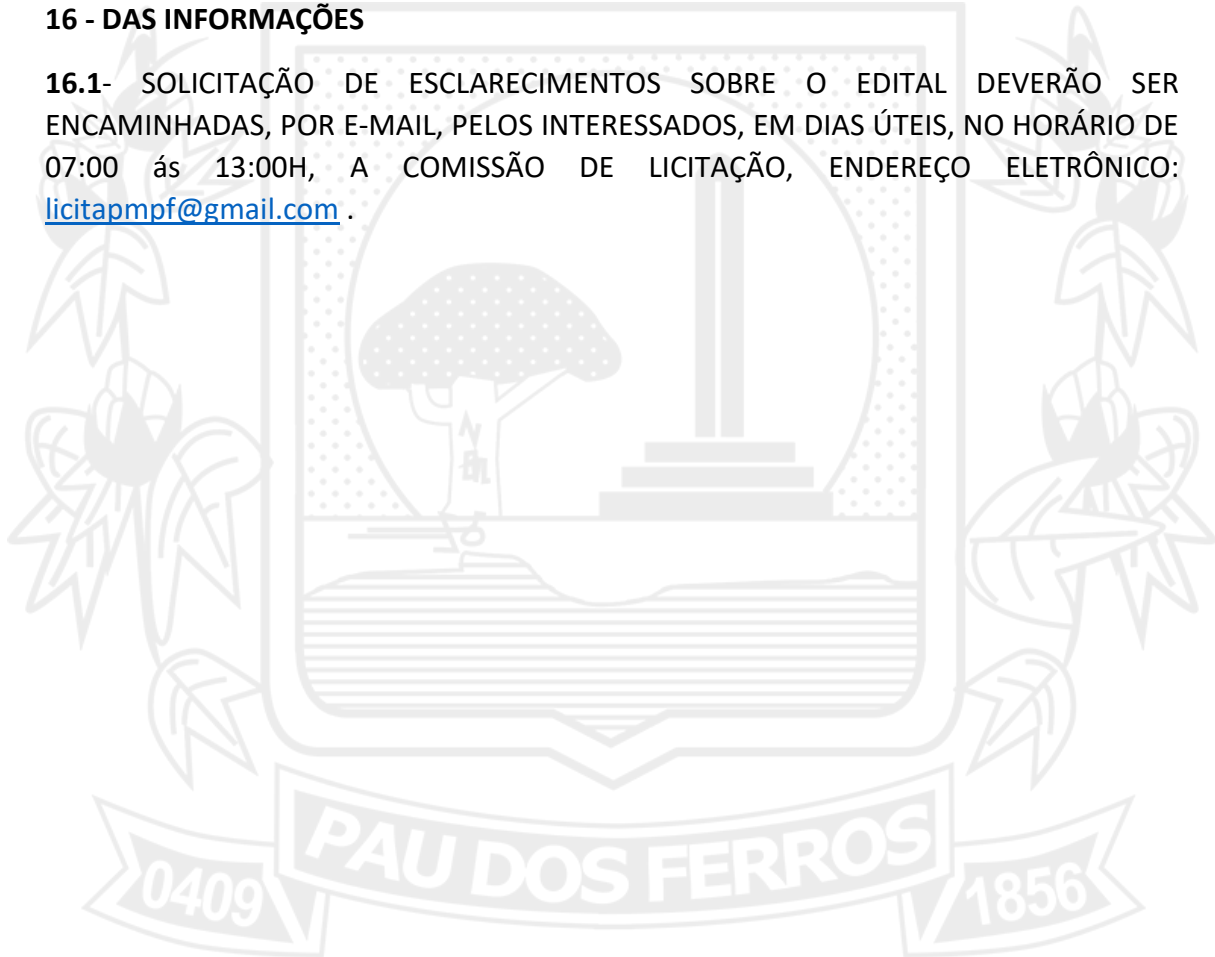 16 - DAS INFORMAÇÕES
16.1- SOLICITAÇÃO DE ESCLARECIMENTOS SOBRE O EDITAL DEVERÃO SER
ENCAMINHADAS, POR E-MAIL, PELOS INTERESSADOS, EM DIAS ÚTEIS, NO HORÁRIO DE
07:00 ás 13:00H, A COMISSÃO DE LICITAÇÃO, ENDEREÇO ELETRÔNICO:
licitapmpf@gmail.com .
PAU DOS FERROS
0409
1856